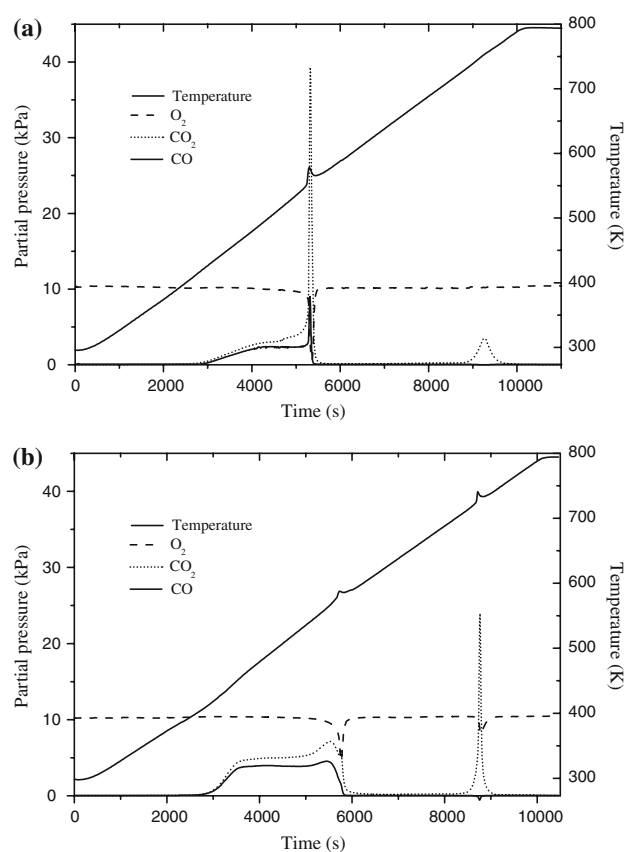 (a)
Partial pressure (kPa)
45
40
30
20
10
0
Temperature
O₂
CO₂
CO
800
700
600
500
400
300
Temperature (K)
0 2000 4000 6000 8000 10000
Time (s)
(b)
Partial pressure (kPa)
40
30
20
10
0
Temperature
O₂
CO₂
CO
800
700
600
500
400
300
Temperature (K)
0 2000 4000 6000 8000 10000
Time (s)